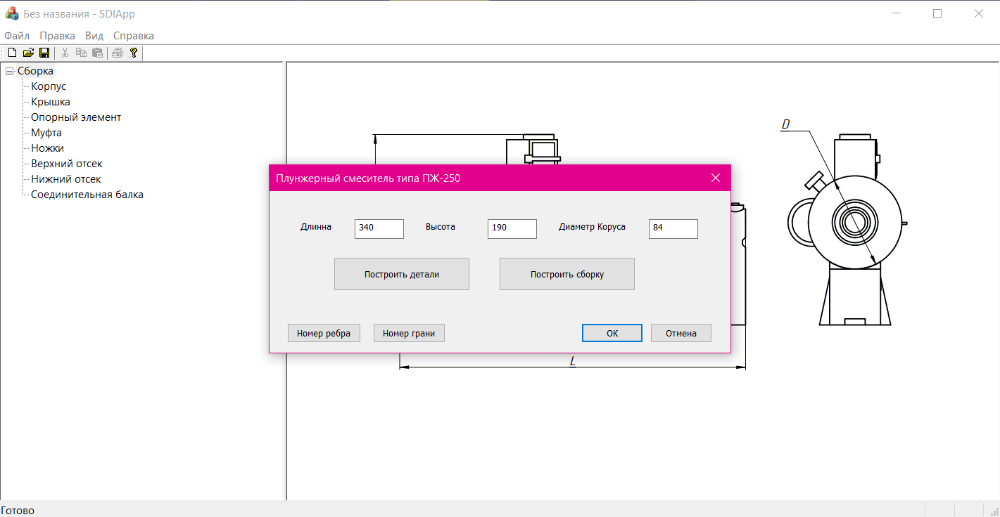 Без названия - SDIApp
Файл Правка Вид Справка
Сборка
Корпус
Крышка
Опорный элемент
Муфта
Ножки
Верхний отсек
Нижний отсек
Соединительная балка
D
Плунжерный смеситель типа ПЖ-250
Длинна 340 Высота 190 Диаметр Коруса 84
Построить детали Построить сборку
Номер ребра Номер грани ОК Отмена
L
Готово